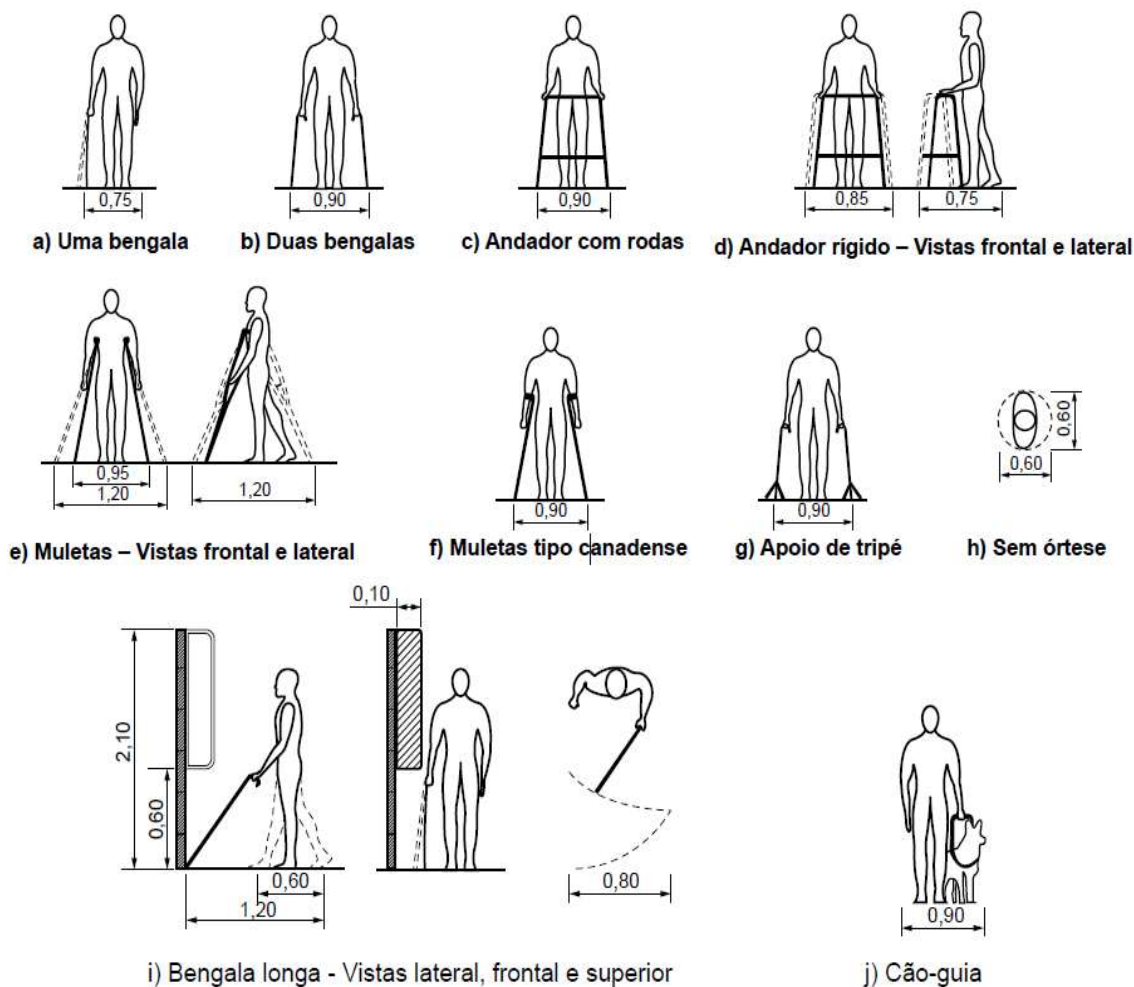 0,75
0,90
0,90
0,85
0,75
a) Uma bengala
b) Duas bengalas
c) Andador com rodas
d) Andador rígido – Vistas frontal e lateral
0,95
1,20
1,20
0,90
0,90
0,60
0,60
e) Muletas – Vistas frontal e lateral
f) Muletas tipo canadense
g) Apoio de tripé
h) Sem órtese
0,10
2,10
0,60
0,60
1,20
0,80
0,90
i) Bengala longa - Vistas lateral, frontal e superior
j) Cão-guia